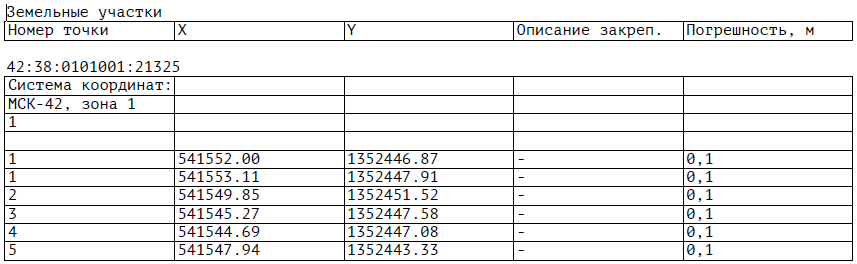 Земельные участки
Номер точки X Y Описание закреп. Погрешность, м
42:38:0101001:21325
Система координат:
МСК-42, зона 1
1
1 541552.00 1352446.87 - 0,1
1 541553.11 1352447.91 - 0,1
2 541549.85 1352451.52 - 0,1
3 541545.27 1352447.58 - 0,1
4 541544.69 1352447.08 - 0,1
5 541547.94 1352443.33 - 0,1